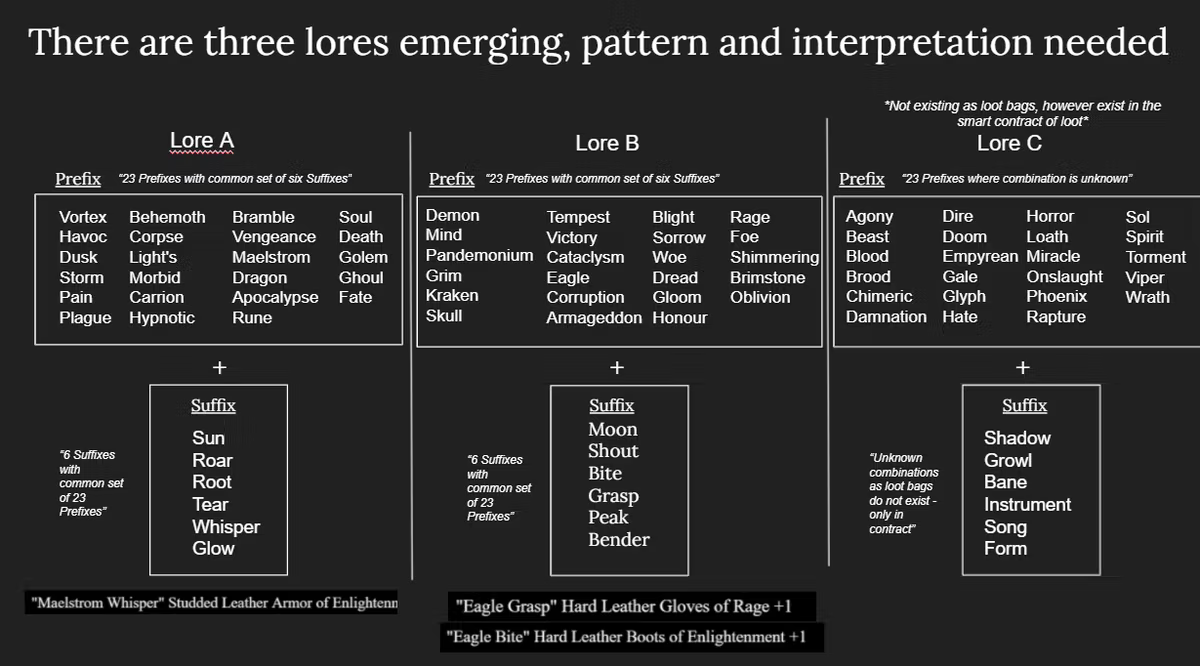 There are three lores emerging, pattern and interpretation needed
*Not existing as loot bags, however exist in the
smart contract of loot*
Lore A
Prefix "23 Prefixes with common set of six Suffixes"
Vortex Behemoth Bramble Soul
Havoc Corpse Vengeance Death
Dusk Light's Maelstrom Golem
Storm Morbid Dragon Ghoul
Pain Carrion Apocalypse Fate
Plague Hypnotic Rune
+
Suffix
"6 Suffixes
with
common set
of 23
Prefixes"
Sun
Roar
Root
Tear
Whisper
Glow
"Maelstrom Whisper" Studded Leather Armor of Enlightenn
Lore B
Prefix "23 Prefixes with common set of six Suffixes"
Demon Tempest Blight Rage
Mind Victory Sorrow Foe
Pandemonium Cataclysm Woe Shimmering
Grim Eagle Dread Brimstone
Kraken Corruption Gloom Oblivion
Skull Armageddon Honour
+
Suffix
"6 Suffixes
with
common set
of 23
Prefixes"
Moon
Shout
Bite
Grasp
Peak
Bender
"Eagle Grasp" Hard Leather Gloves of Rage +1
"Eagle Bite" Hard Leather Boots of Enlightenment +1
Lore C
Prefix "23 Prefixes where combination is unknown"
Agony Dire Horror Sol
Beast Doom Loath Spirit
Blood Empyrean Miracle Torment
Brood Gale Onslaught Viper
Chimeric Glyph Phoenix Wrath
Damnation Hate Rapture
+
Suffix
"Unknown
combinations
as loot bags
do not exist -
only in
contract"
Shadow
Growl
Bane
Instrument
Song
Form